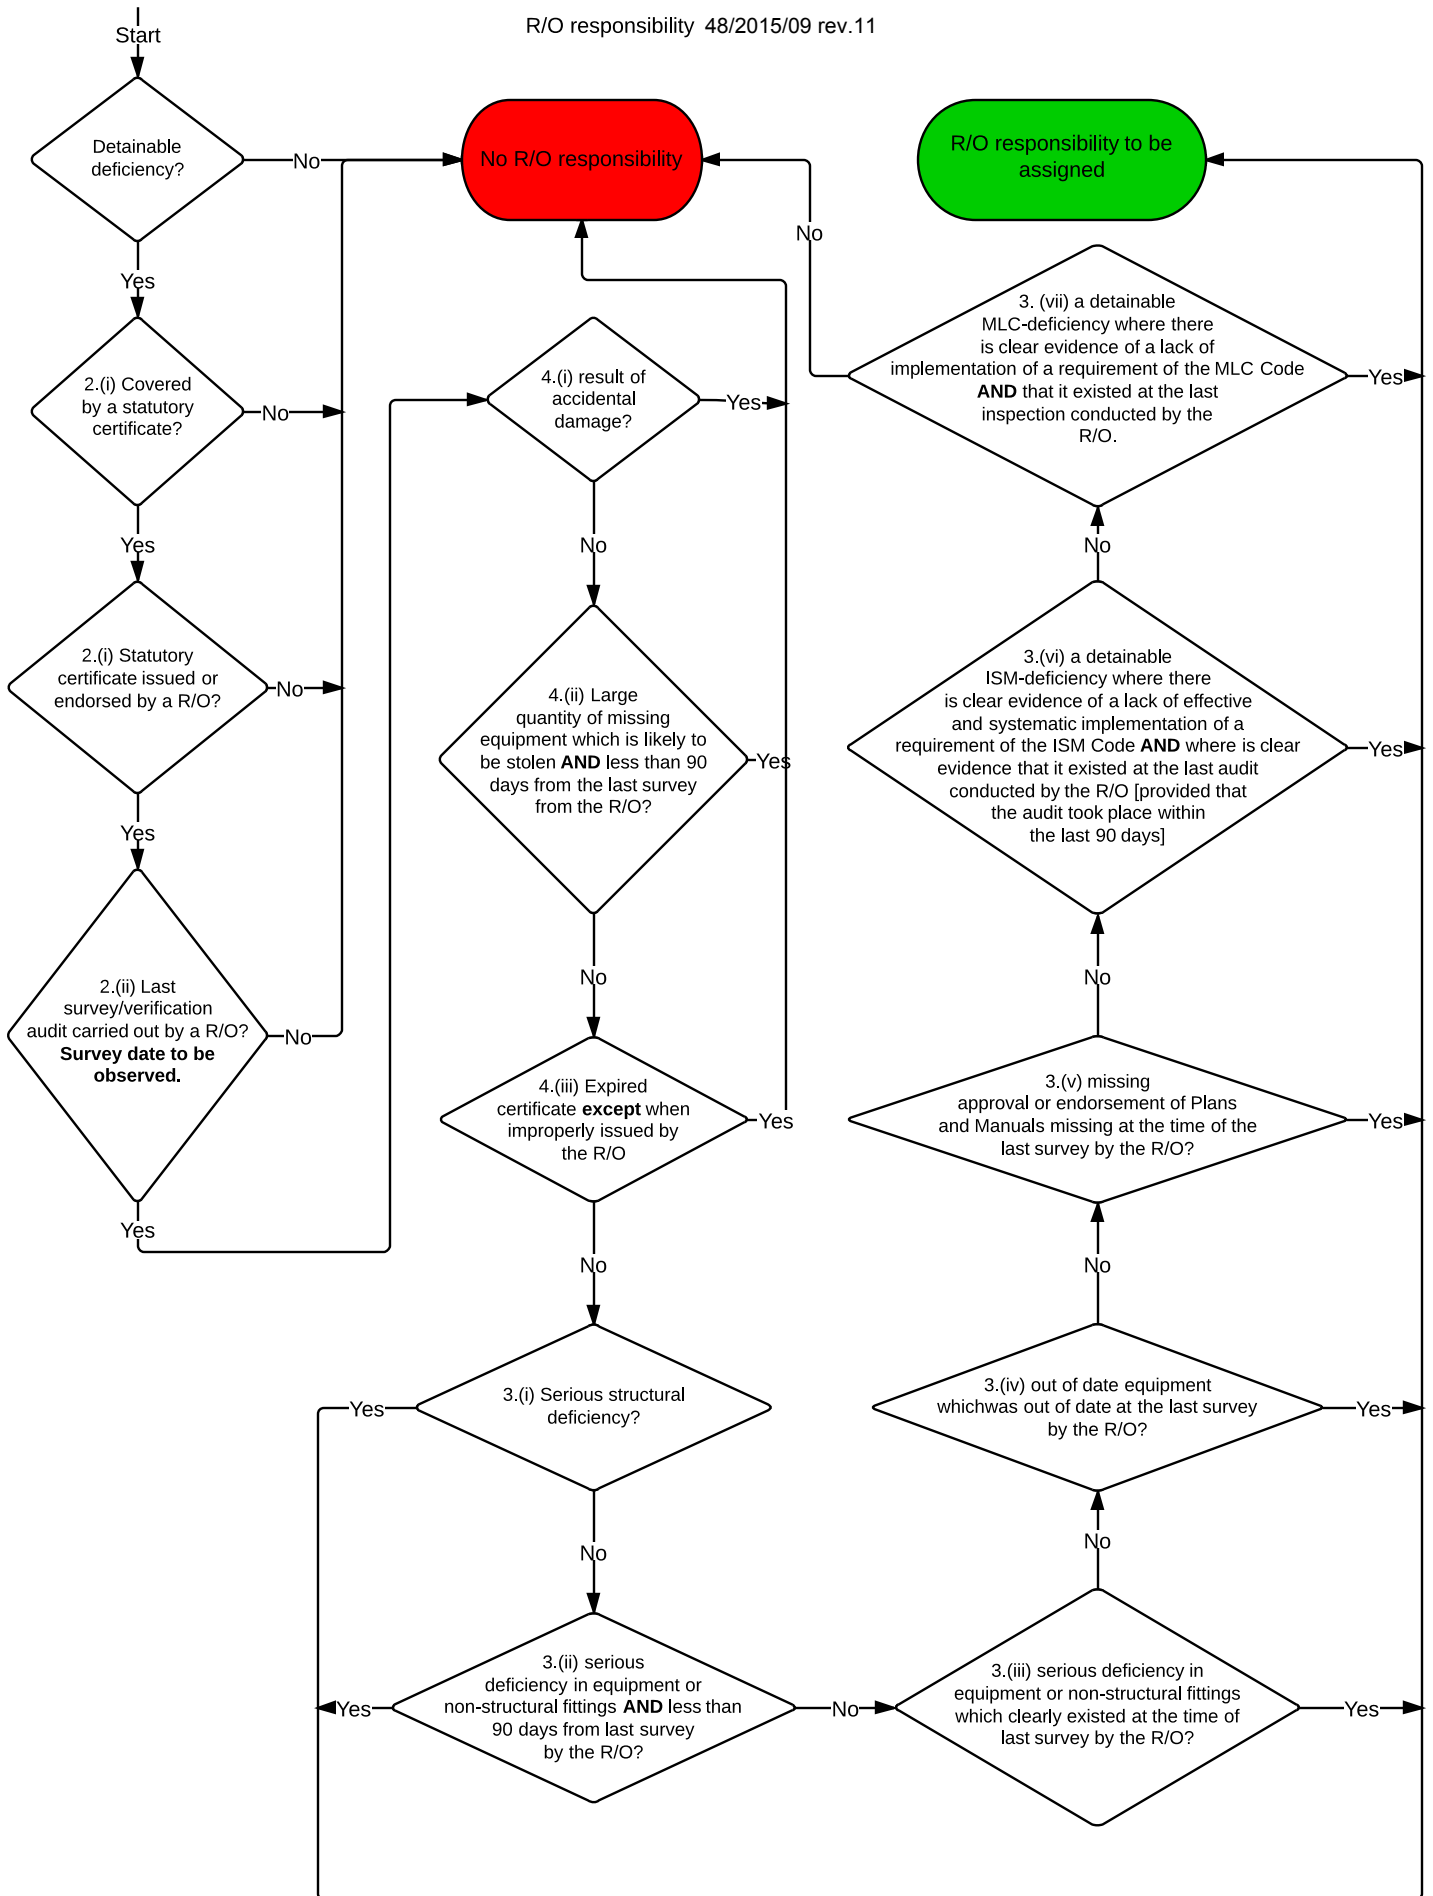 R/O responsibility 48/2015/09 rev.11
Start
Detainable
deficiency?
No
Yes
2.(i) Covered
by a statutory
certificate?
No
Yes
2.(i) Statutory
certificate issued or
endorsed by a R/O?
No
Yes
2.(ii) Last
survey/verification
audit carried out by a R/O?
Survey date to be
observed.
No
Yes
No R/O responsibility
4.(i) result of
accidental
damage?
Yes
No
4.(ii) Large
quantity of missing
equipment which is likely to
be stolen AND less than 90
days from the last survey
from the R/O?
Yes
No
4.(iii) Expired
certificate except when
improperly issued by
the R/O
Yes
No
3.(i) Serious structural
deficiency?
Yes
No
3.(ii) serious
deficiency in equipment or
non-structural fittings AND less than
90 days from last survey
by the R/O?
Yes
No
3.(iii) serious deficiency in
equipment or non-structural fittings
which clearly existed at the time of
last survey by the R/O?
Yes
No
3.(iv) out of date equipment
whichwas out of date at the last survey
by the R/O?
Yes
No
3.(v) missing
approval or endorsement of Plans
and Manuals missing at the time of the
last survey by the R/O?
Yes
No
3.(vi) a detainable
ISM-deficiency where there
is clear evidence of a lack of effective
and systematic implementation of a
requirement of the ISM Code AND where is clear
evidence that it existed at the last audit
conducted by the R/O [provided that
the audit took place within
the last 90 days]
Yes
No
3. (vii) a detainable
MLC-deficiency where there
is clear evidence of a lack of
implementation of a requirement of the MLC Code
AND that it existed at the last
inspection conducted by the
R/O.
Yes
No
R/O responsibility to be
assigned